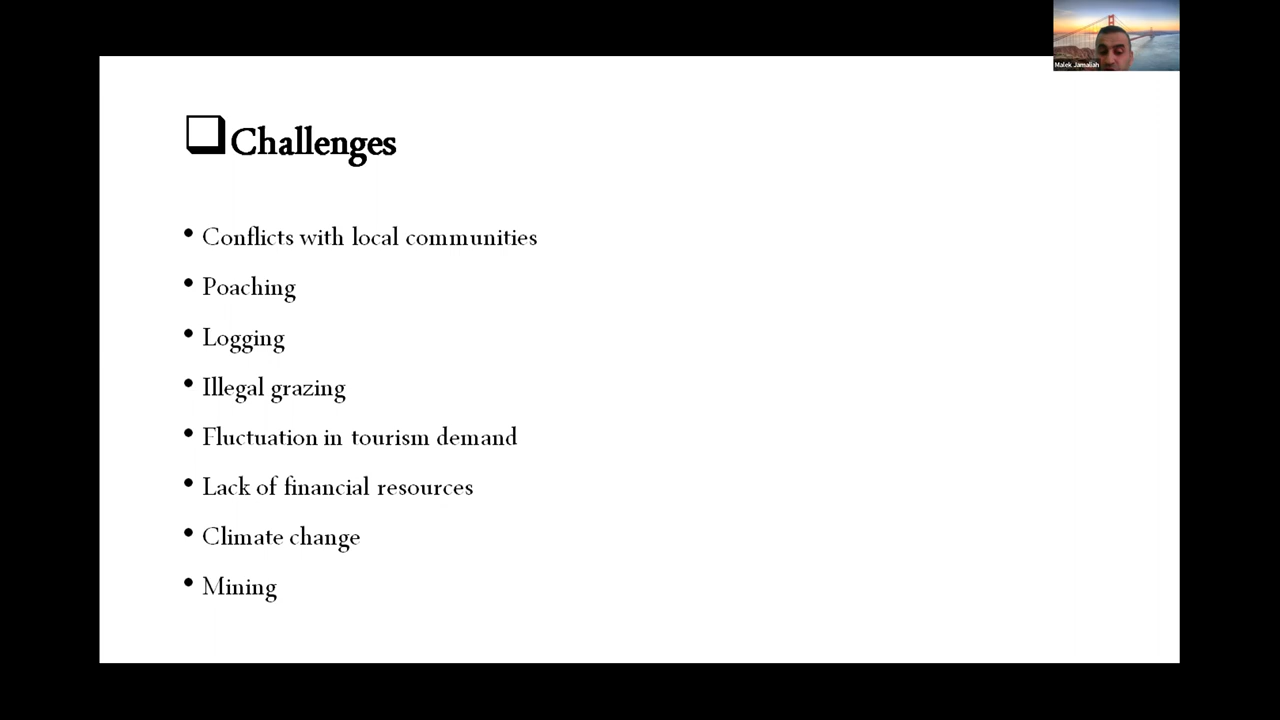 Malek Jamaliah
Challenges
• Conflicts with local communities
• Poaching
• Logging
• Illegal grazing
• Fluctuation in tourism demand
• Lack of financial resources
• Climate change
• Mining